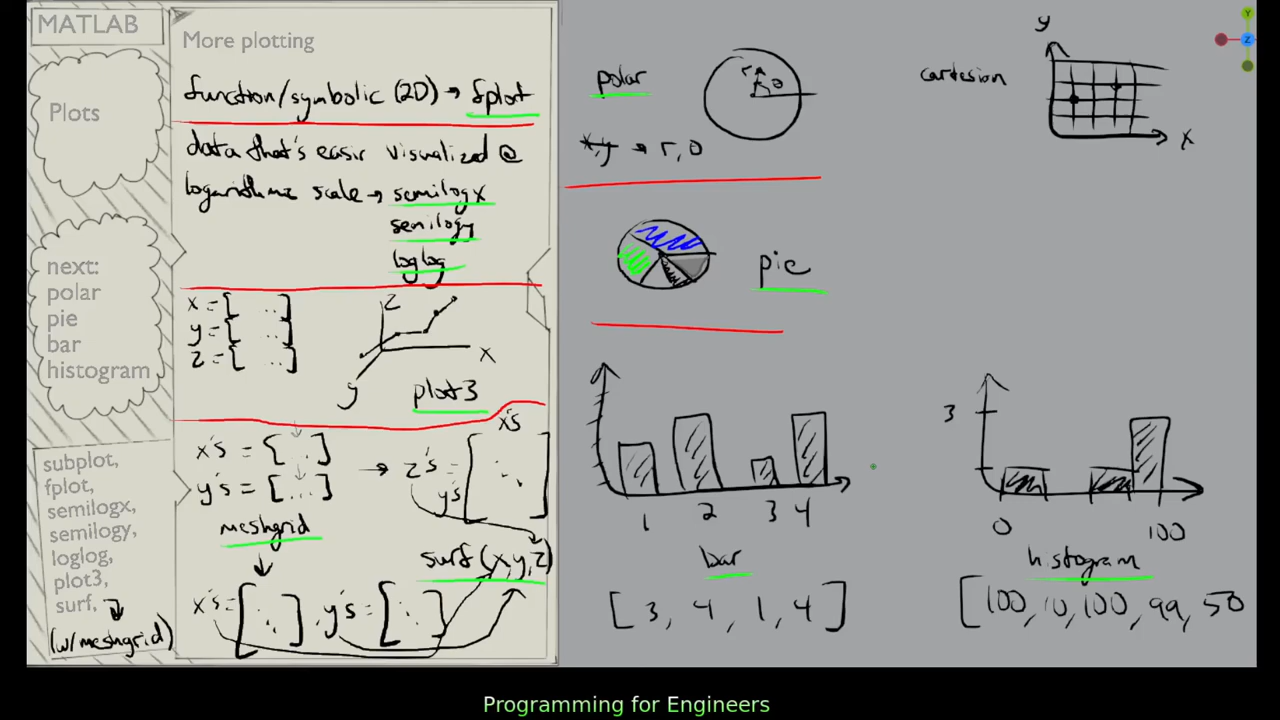 MATLAB
Plots
next:
polar
pie
bar
histogram
subplot,
fplot,
semilogx,
semilogy,
loglog,
plot3,
surf,
(w/meshgrid)
More plotting
function/symbolic (2D) → fplot
data that's easir visualized @
logarithmic scale → semilogx
semilogy
loglog
x = [ .. ]
y = [ .. ]
z = [ .. ]
z
x
y
plot3
x's = [ ... ]
y's = [ ... ]
meshgrid
→ z's =
x's
y's
surf(x,y,z)
x's = [ ], y's = [ ]
polar
r
θ
x,y → r, θ
pie
1 2 3 4
bar
[3, 4, 1, 4]
cartesian
y
x
3
0 100
histogram
[100, 10, 100, 99, 50
Y
Z
Programming for Engineers